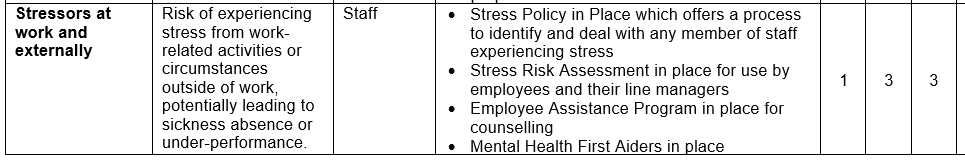 Stressors at
work and
externally
Risk of experiencing
stress from work-
related activities or
circumstances
outside of work,
potentially leading to
sickness absence or
under-performance.
Staff
• Stress Policy in Place which offers a process
to identify and deal with any member of staff
experiencing stress
• Stress Risk Assessment in place for use by
employees and their line managers
• Employee Assistance Program in place for
counselling
• Mental Health First Aiders in place
1
3
3